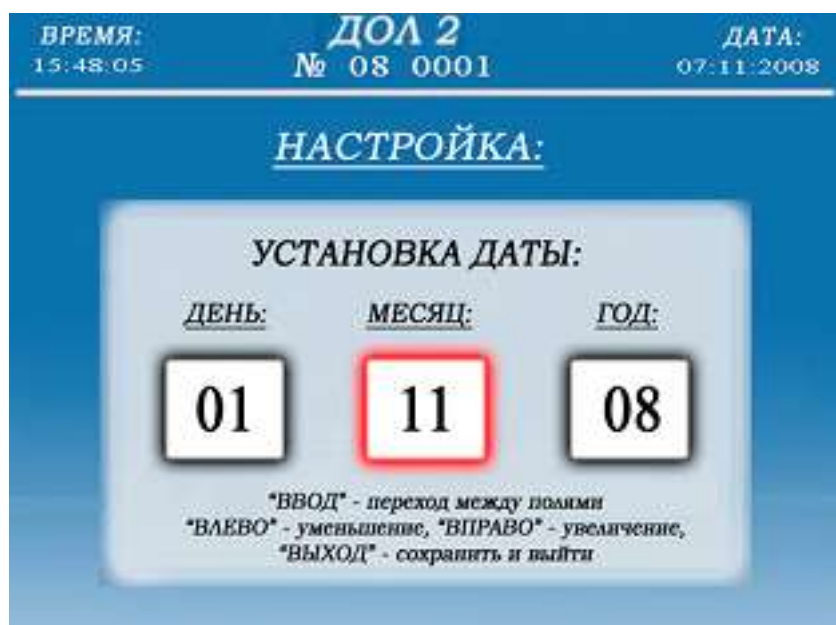 ВРЕМЯ: ДОЛ 2 ДАТА:
15:48:05 № 08 0001 07:11:2008
НАСТРОЙКА:
УСТАНОВКА ДАТЫ:
ДЕНЬ: МЕСЯЦ: ГОД:
01 11 08
"ВВОД" - переход между полями
"ВЛЕВО" - уменьшение, "ВПРАВО" - увеличение,
"ВЫХОД" - сохранить и выйти